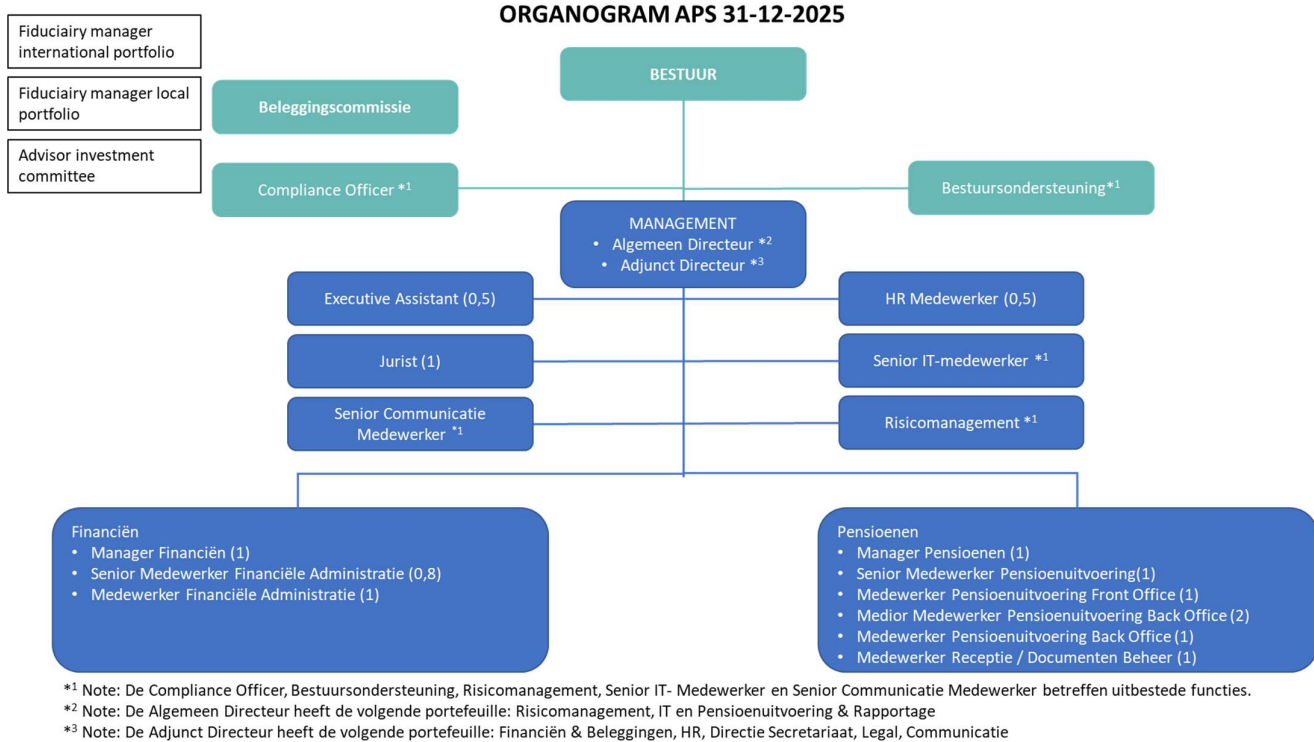 ORGANOGRAM APS 31-12-2025
Fiduciairy manager
international portfolio
Fiduciairy manager local
portfolio
Advisor investment
committee
BESTUUR
Beleggingscommissie
Compliance Officer *1
Bestuursondersteuning*1
MANAGEMENT
• Algemeen Directeur *2
• Adjunct Directeur *3
Executive Assistant (0,5)
HR Medewerker (0,5)
Jurist (1)
Senior IT-medewerker *1
Senior Communicatie
Medewerker *1
Risicomanagement *1
Financiën
• Manager Financiën (1)
• Senior Medewerker Financiële Administratie (0,8)
• Medewerker Financiële Administratie (1)
Pensioenen
• Manager Pensioenen (1)
• Senior Medewerker Pensioenuitvoering(1)
• Medewerker Pensioenuitvoering Front Office (1)
• Medior Medewerker Pensioenuitvoering Back Office (2)
• Medewerker Pensioenuitvoering Back Office (1)
• Medewerker Receptie / Documenten Beheer (1)
*1 Note: De Compliance Officer, Bestuursondersteuning, Risicomanagement, Senior IT- Medewerker en Senior Communicatie Medewerker betreffen uitbestede functies.
*2 Note: De Algemeen Directeur heeft de volgende portefeuille: Risicomanagement, IT en Pensioenuitvoering & Rapportage
*3 Note: De Adjunct Directeur heeft de volgende portefeuille: Financiën & Beleggingen, HR, Directie Secretariaat, Legal, Communicatie